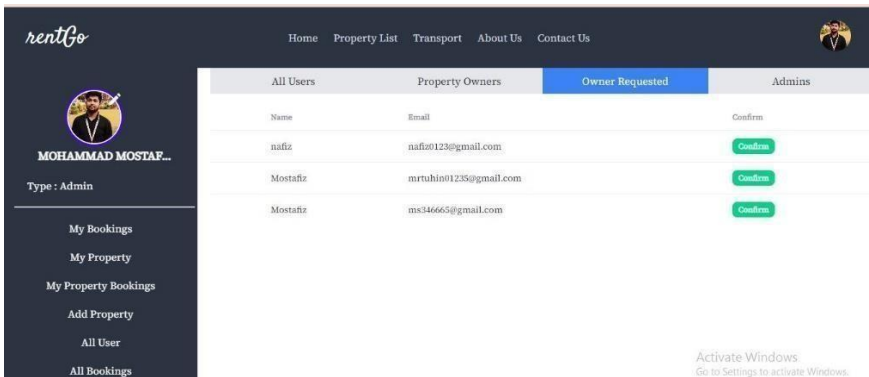 rentGo
Home Property List Transport About Us Contact Us
MOHAMMAD MOSTAF...
Type : Admin
My Bookings
My Property
My Property Bookings
Add Property
All User
All Bookings
All Users Property Owners Owner Requested Admins
Name Email Confirm
nafiz nafiz0123@gmail.com Confirm
Mostafiz mrtuhin01235@gmail.com Confirm
Mostafiz ms346665@gmail.com Confirm
Activate Windows
Go to Settings to activate Windows.